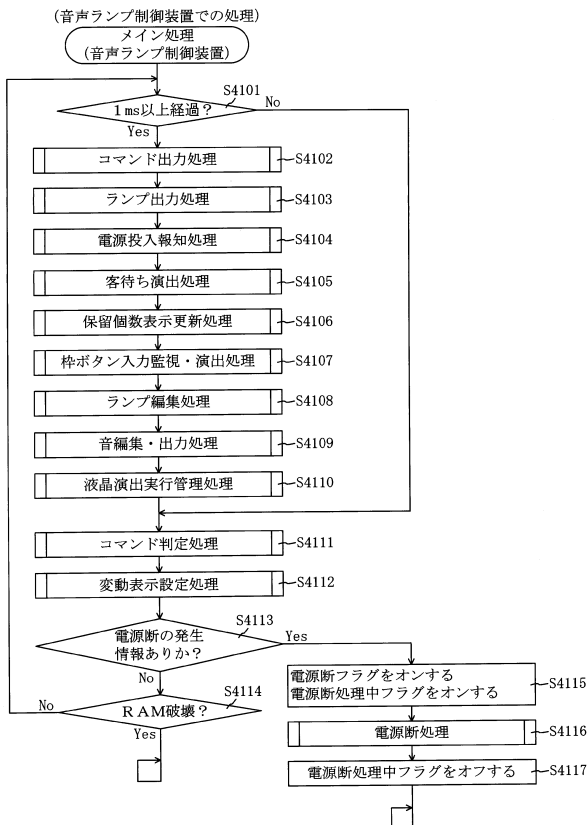 (音声ランプ制御装置での処理)
メイン処理
(音声ランプ制御装置)
S4101
1ms以上経過?
No
Yes
コマンド出力処理
S4102
ランプ出力処理
S4103
電源投入報知処理
S4104
客待ち演出処理
S4105
保留個数表示更新処理
S4106
枠ボタン入力監視・演出処理
S4107
ランプ編集処理
S4108
音編集・出力処理
S4109
液晶演出実行管理処理
S4110
コマンド判定処理
S4111
変動表示設定処理
S4112
S4113
電源断の発生
情報ありか?
Yes
No
S4114
RAM破壊?
No
Yes
電源断フラグをオンする
電源断処理中フラグをオンする
S4115
電源断処理
S4116
電源断処理中フラグをオフする
S4117